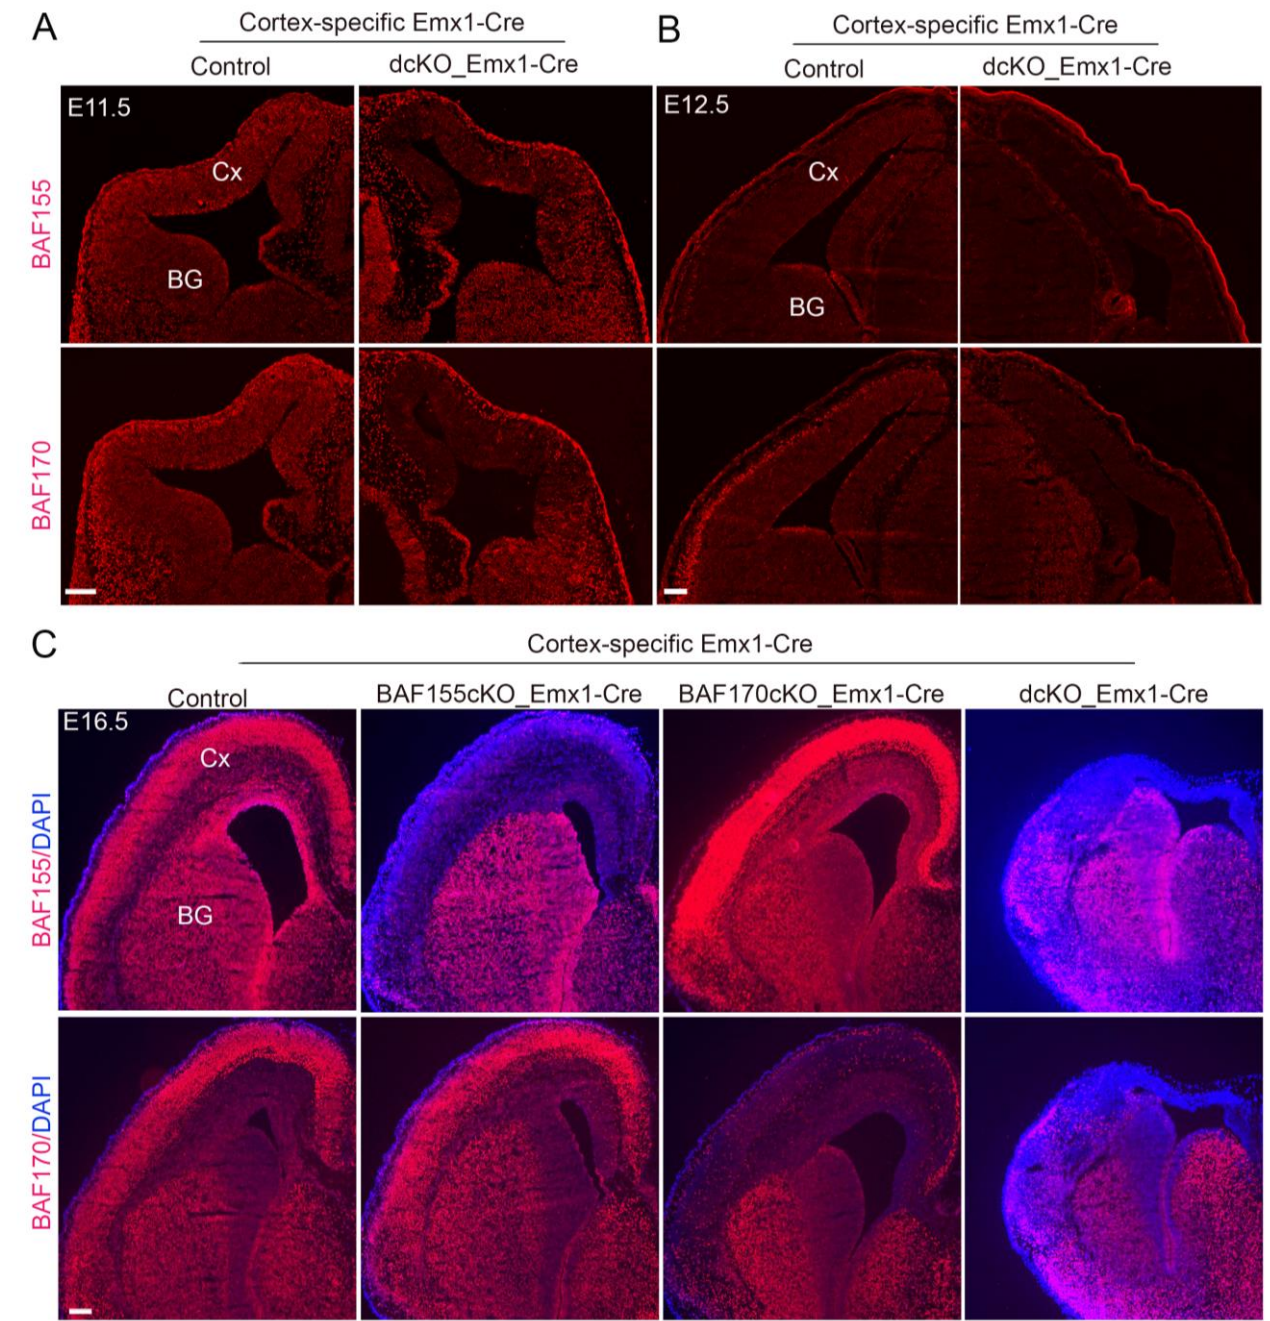 A
Cortex-specific Emx1-Cre
Control
dcKO_Emx1-Cre
B
Cortex-specific Emx1-Cre
Control
dcKO_Emx1-Cre
BAF155
E11.5
Cx
BG
E12.5
Cx
BG
BAF170
C
Cortex-specific Emx1-Cre
Control
BAF155cKO_Emx1-Cre
BAF170cKO_Emx1-Cre
dcKO_Emx1-Cre
BAF155/DAPI
E16.5
Cx
BG
BAF170/DAPI